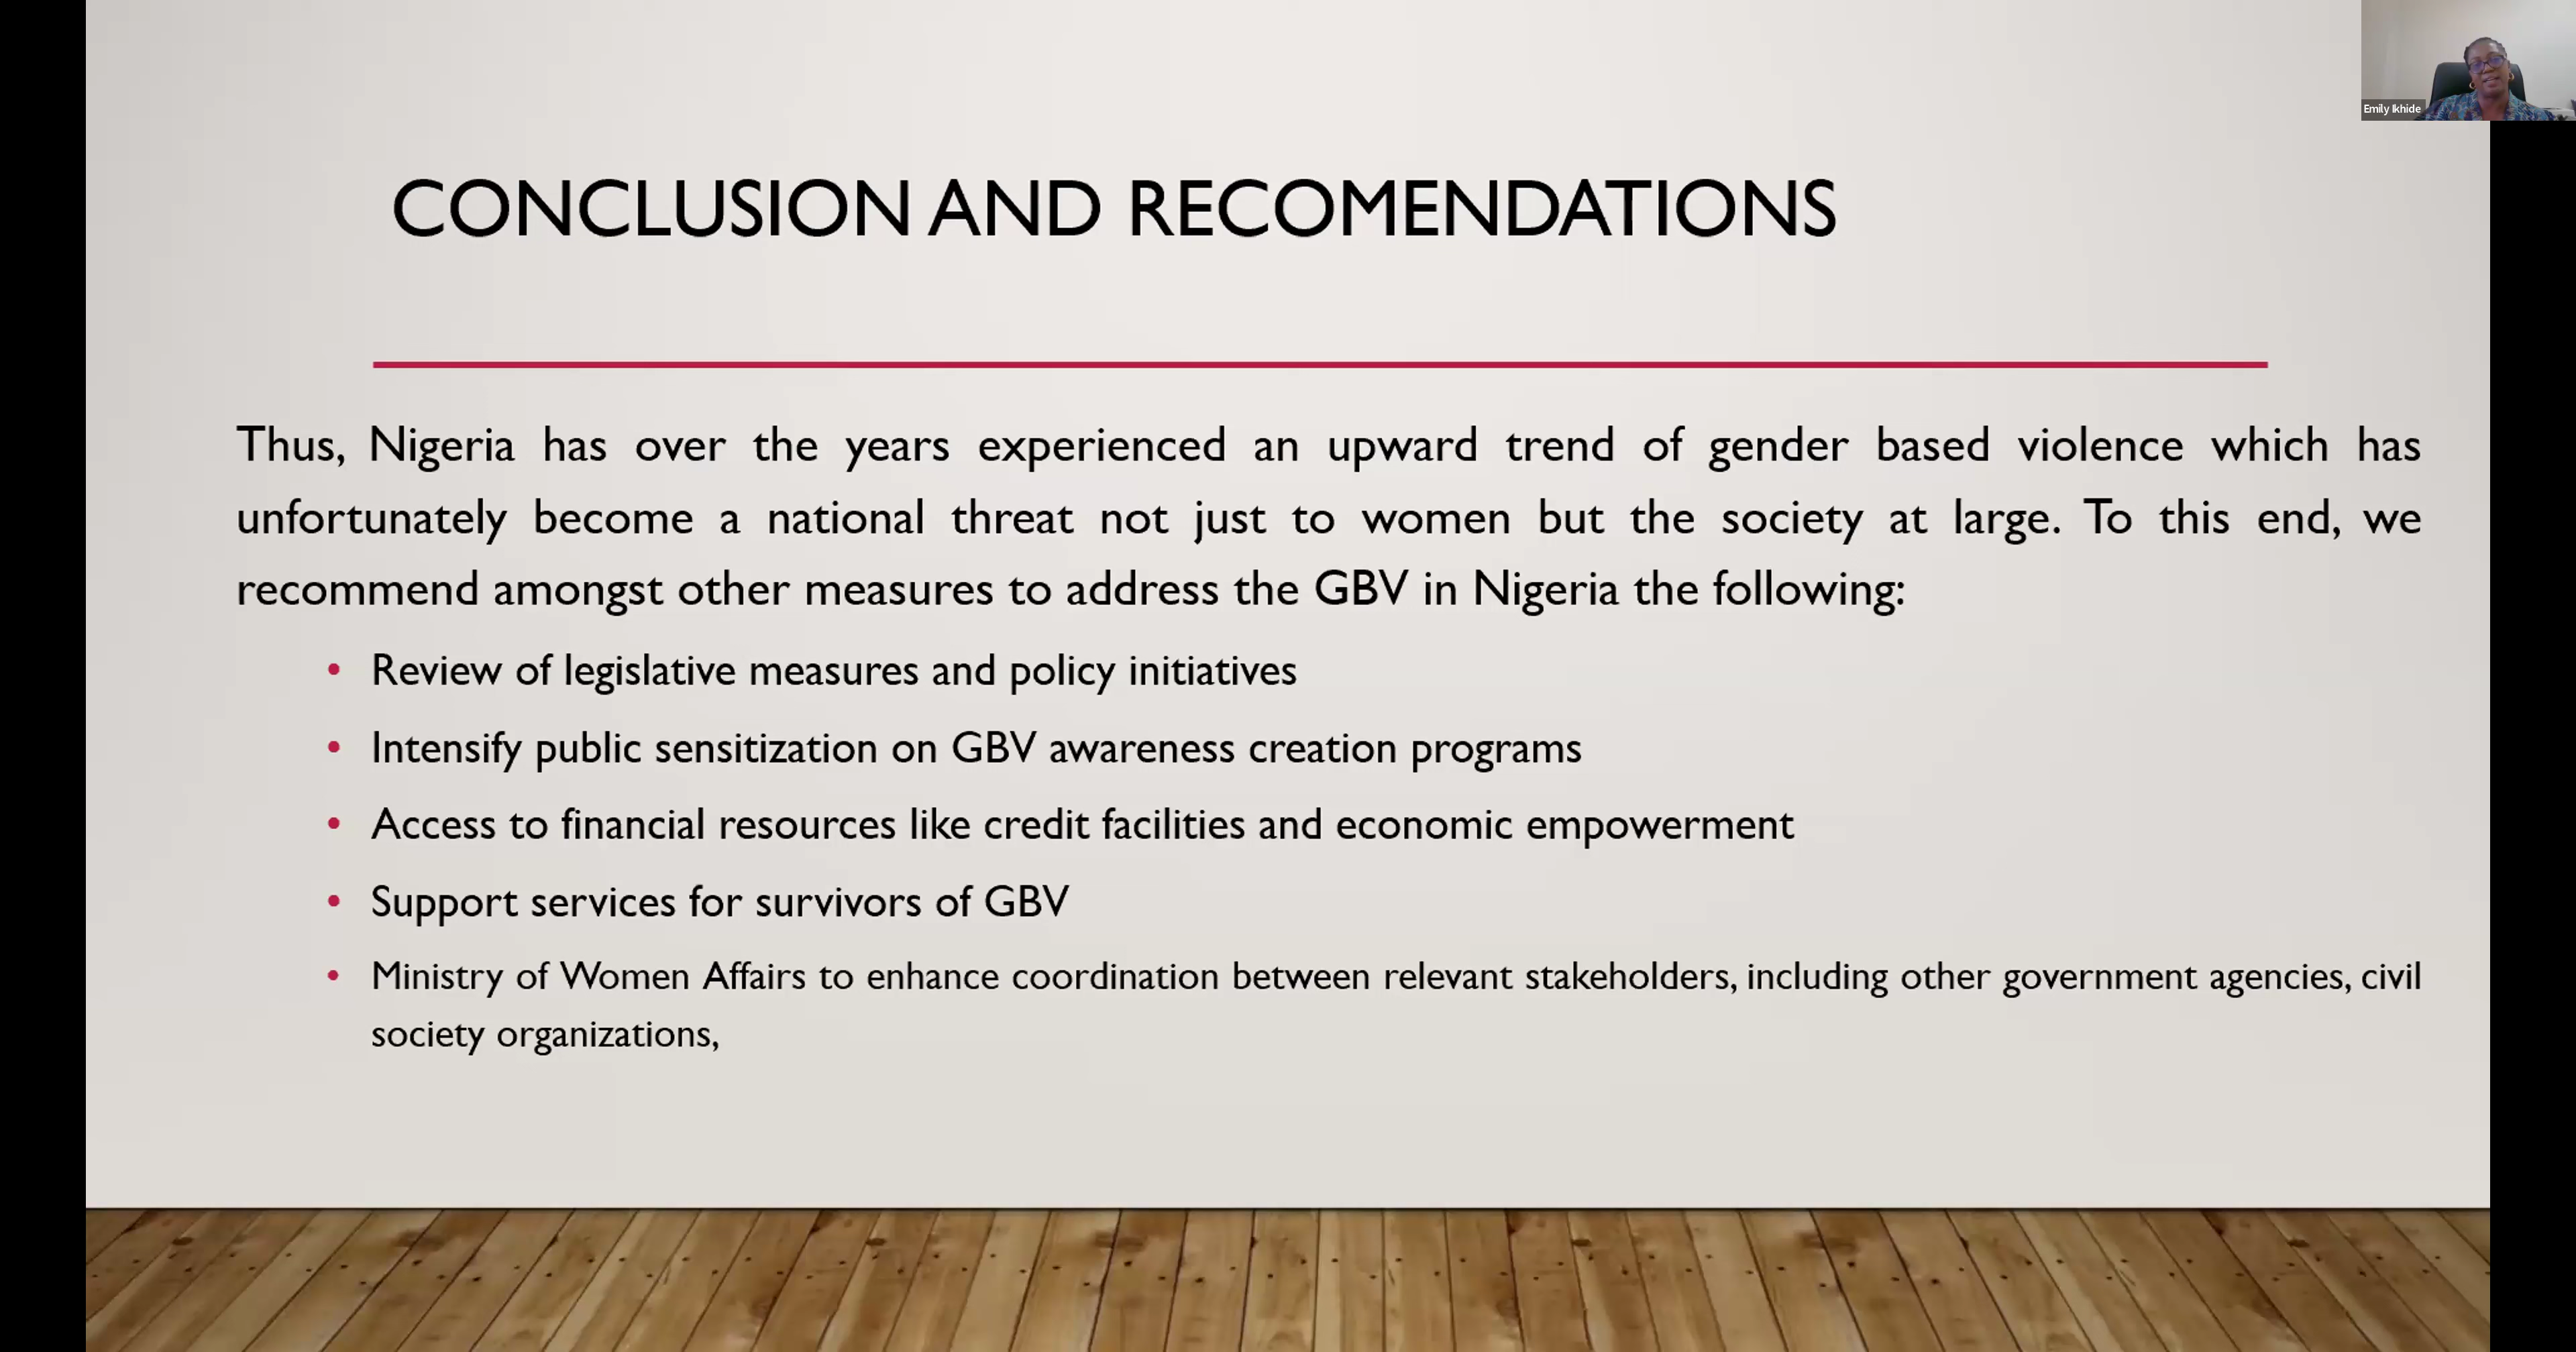 Emily Ikhide
CONCLUSION AND RECOMENDATIONS
Thus, Nigeria has over the years experienced an upward trend of gender based violence which has
unfortunately become a national threat not just to women but the society at large. To this end, we
recommend amongst other measures to address the GBV in Nigeria the following:
• Review of legislative measures and policy initiatives
• Intensify public sensitization on GBV awareness creation programs
• Access to financial resources like credit facilities and economic empowerment
• Support services for survivors of GBV
• Ministry of Women Affairs to enhance coordination between relevant stakeholders, including other government agencies, civil
society organizations,